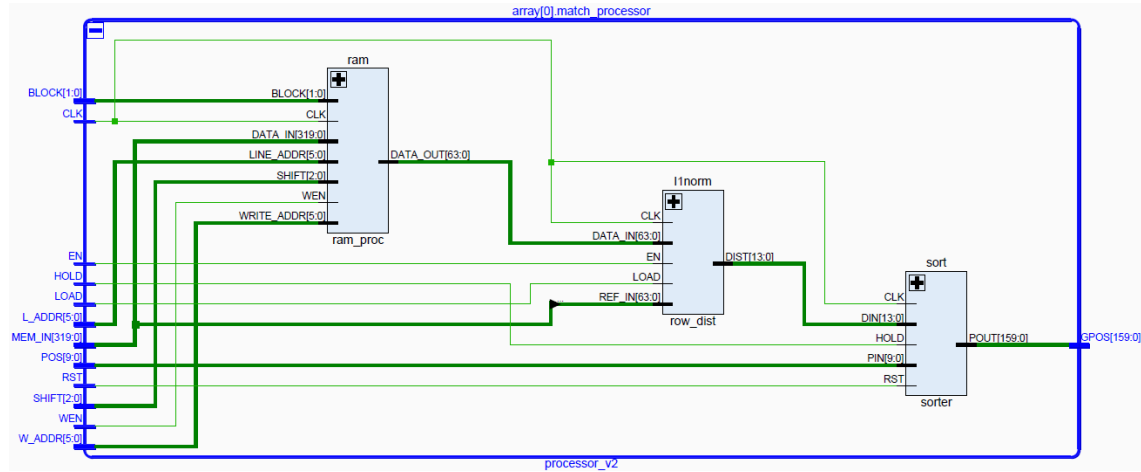 array[0].match_processor
ram
BLOCK[1:0]
BLOCK[1:0]
CLK
CLK
DATA_IN[319:0]
LINE_ADDR[5:0]
DATA_OUT[63:0]
SHIFT[2:0]
WEN
WRITE_ADDR[5:0]
ram_proc
l1norm
CLK
DATA_IN[63:0]
EN
DIST[13:0]
LOAD
REF_IN[63:0]
row_dist
sort
CLK
DIN[13:0]
HOLD
POUT[159:0]
PIN[9:0]
RST
sorter
EN
HOLD
LOAD
L_ADDR[5:0]
MEM_IN[319:0]
POS[9:0]
RST
SHIFT[2:0]
WEN
W_ADDR[5:0]
GPOS[159:0]
processor_v2